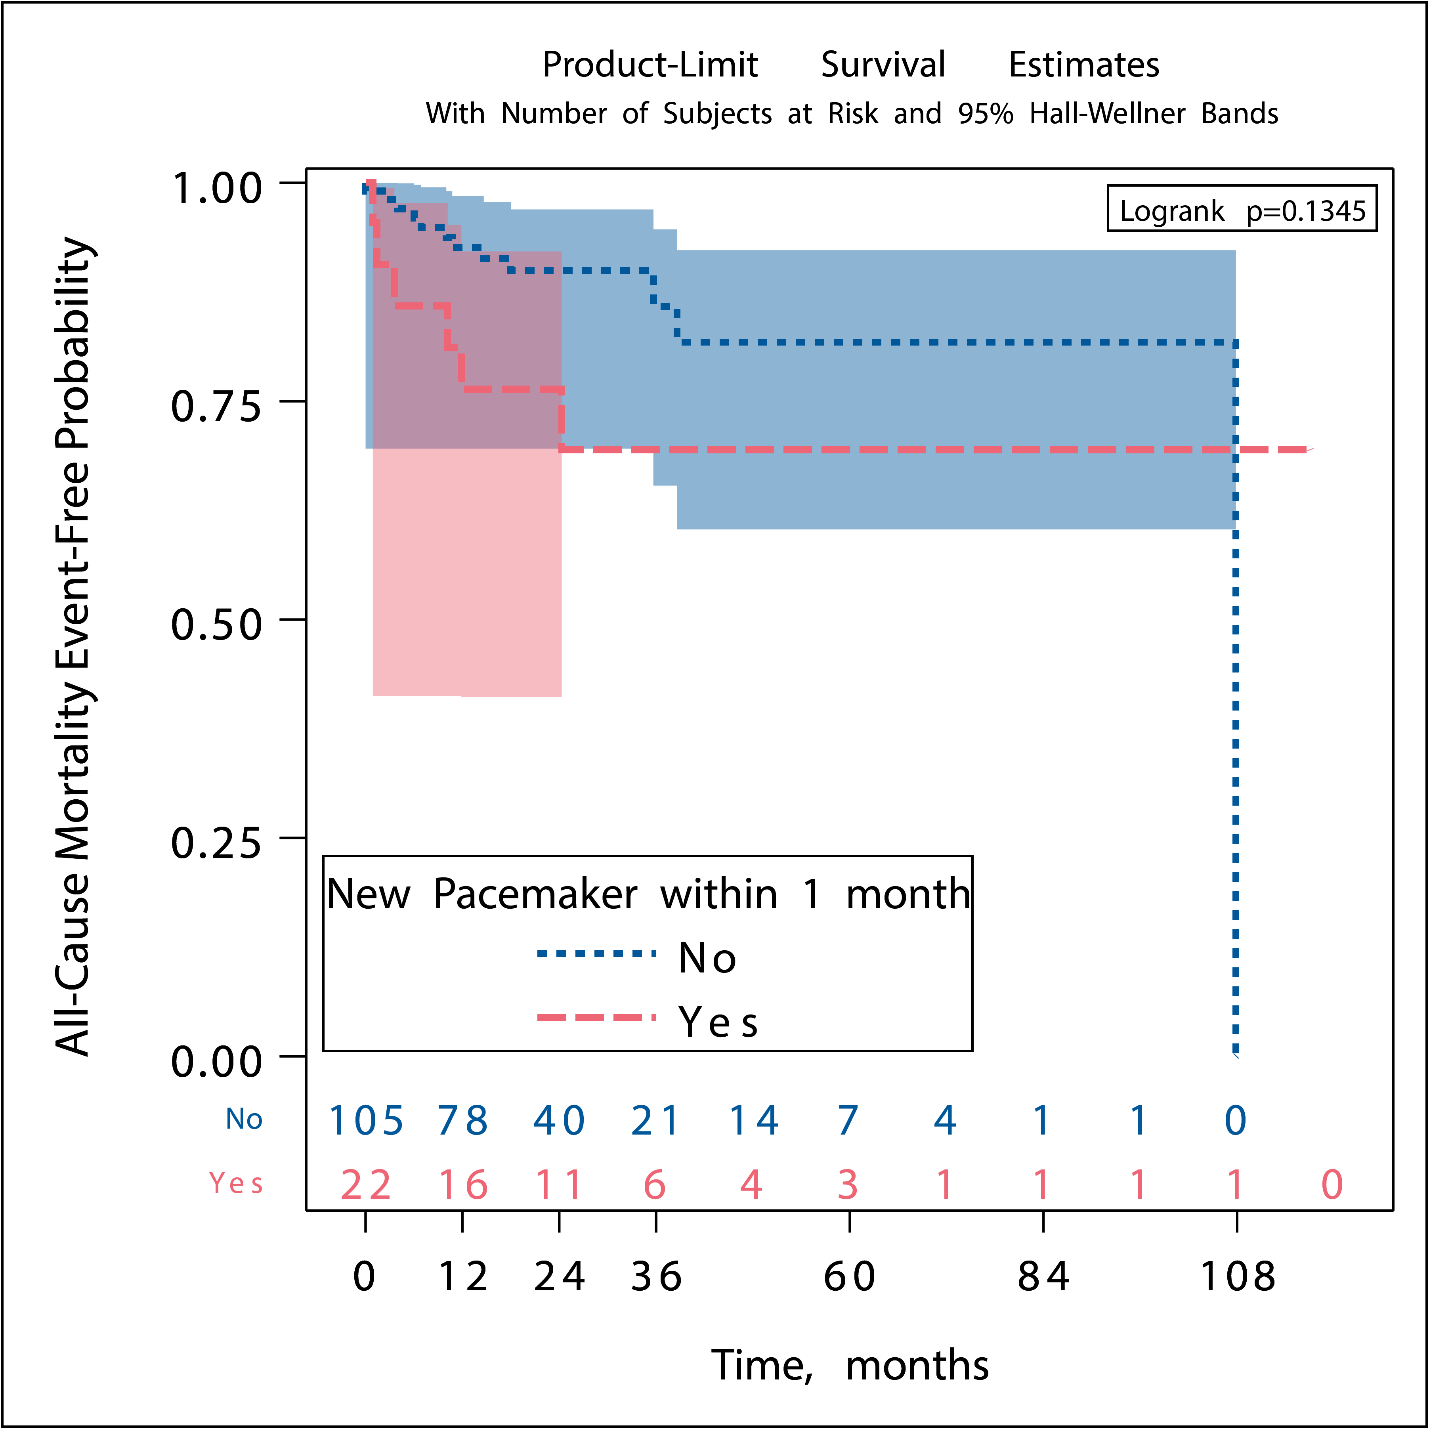 Product-Limit Survival Estimates
With Number of Subjects at Risk and 95% Hall-Wellner Bands
Logrank p=0.1345
All-Cause Mortality Event-Free Probability
1.00
0.75
0.50
0.25
0.00
New Pacemaker within 1 month
No
Yes
No 105 78 40 21 14 7 4 1 1 0
Yes 22 16 11 6 4 3 1 1 1 1 0
0 12 24 36 60 84 108
Time, months